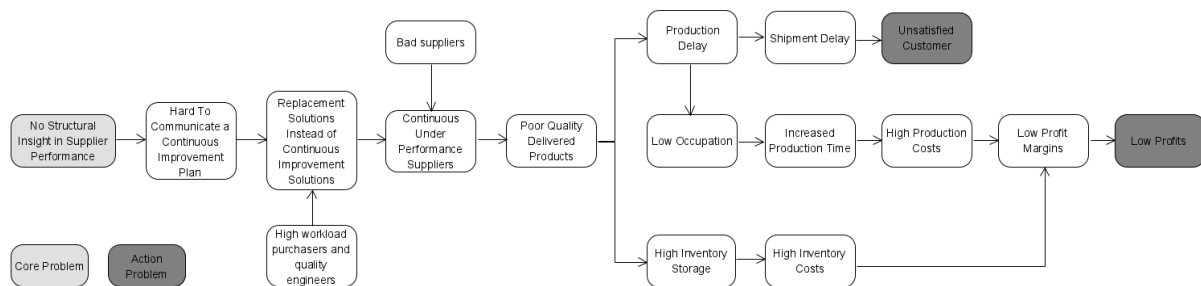 No Structural
Insight in Supplier
Performance
Hard To
Communicate a
Continuous
Improvement
Plan
Replacement
Solutions
Instead of
Continuous
Improvement
Solutions
High workload
purchasers and
quality
engineers
Bad suppliers
Continuous
Under
Performance
Suppliers
Poor Quality
Delivered
Products
Production
Delay
Shipment Delay
Unsatisfied
Customer
Low Occupation
Increased
Production Time
High Production
Costs
Low Profit
Margins
Low Profits
High Inventory
Storage
High Inventory
Costs
Core Problem
Action
Problem